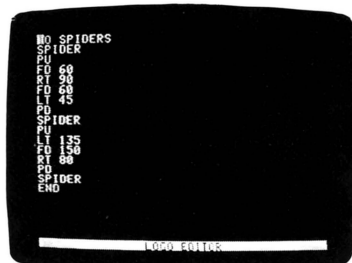 TO SPIDERS
SPIDER
PU
FD 60
RT 90
FD 60
LT 45
PD
SPIDER
PU
LT 135
FD 150
RT 80
PD
SPIDER
END
LOGO EDITOR